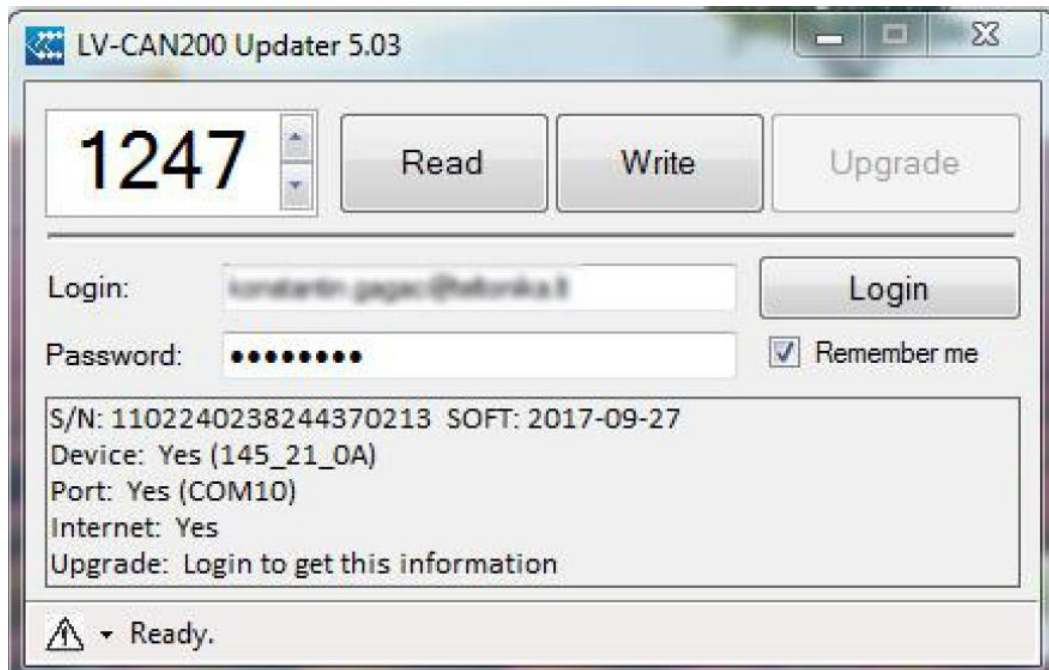 LV-CAN200 Updater 5.03
1247 Read Write Upgrade
Login: Login
Password: Remember me
S/N: 1102240238244370213 SOFT: 2017-09-27
Device: Yes (145_21_0A)
Port: Yes (COM10)
Internet: Yes
Upgrade: Login to get this information
Ready.